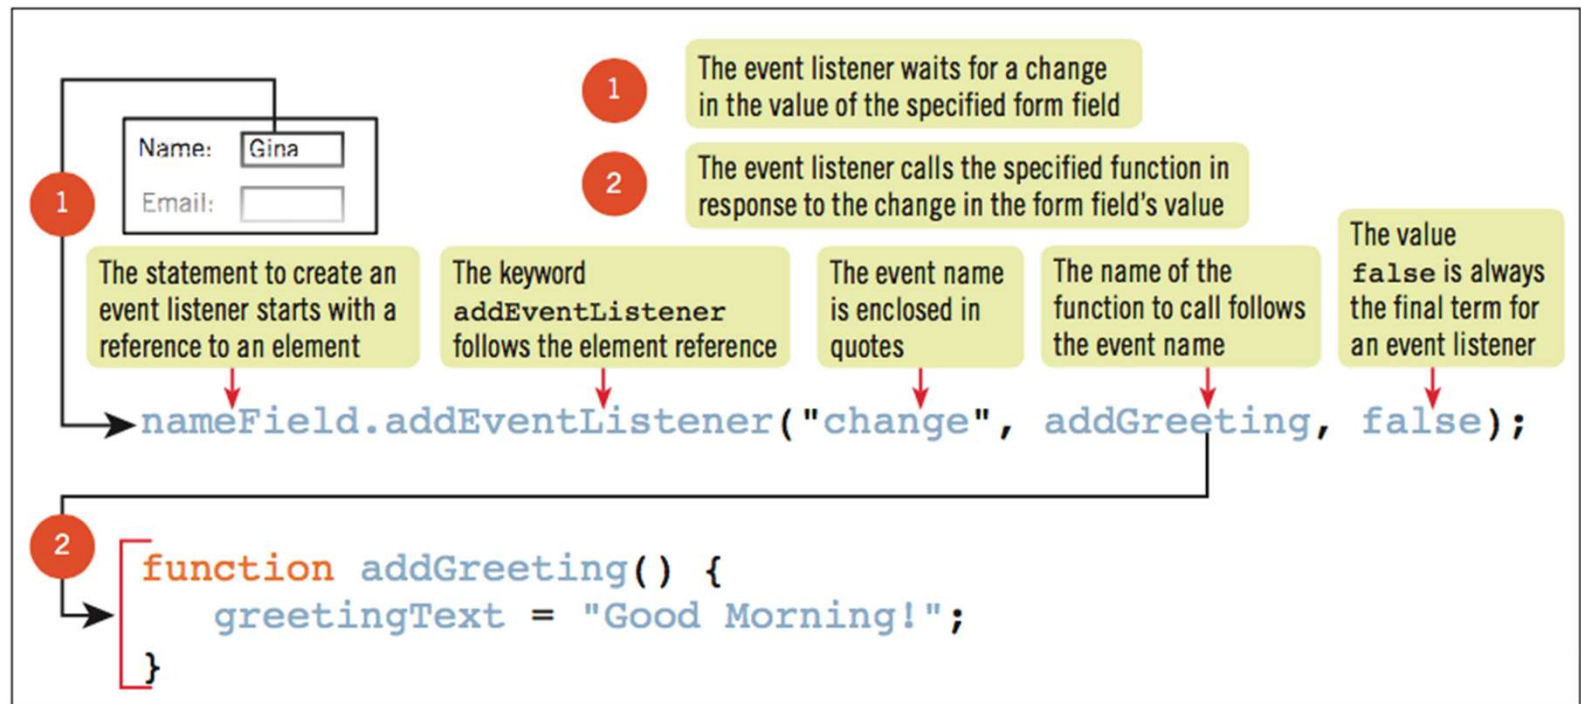 1
The event listener waits for a change
in the value of the specified form field
Name:
Gina
2
The event listener calls the specified function in
response to the change in the form field's value
1
Email:
The statement to create an
event listener starts with a
reference to an element
The keyword
addEventListener
follows the element reference
The event name
is enclosed in
quotes
The name of the
function to call follows
the event name
The value
false is always
the final term for
an event listener
nameField.addEventListener("change", addGreeting, false);
2
function addGreeting() {
greetingText = "Good Morning!";
}